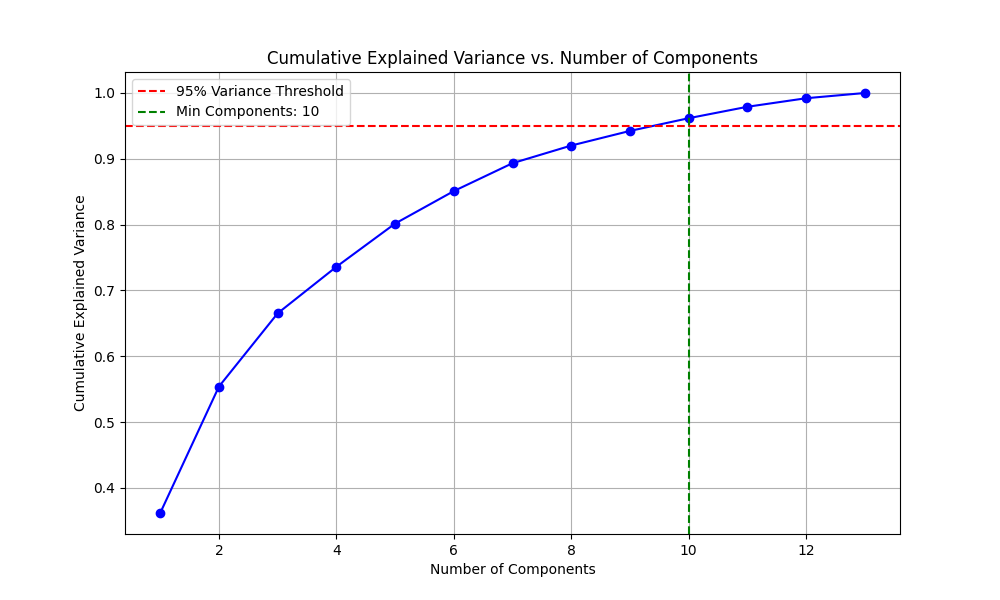 Cumulative Explained Variance vs. Number of Components
95% Variance Threshold
Min Components: 10
Cumulative Explained Variance
1.0
0.9
0.8
0.7
0.6
0.5
0.4
2 4 6 8 10 12
Number of Components